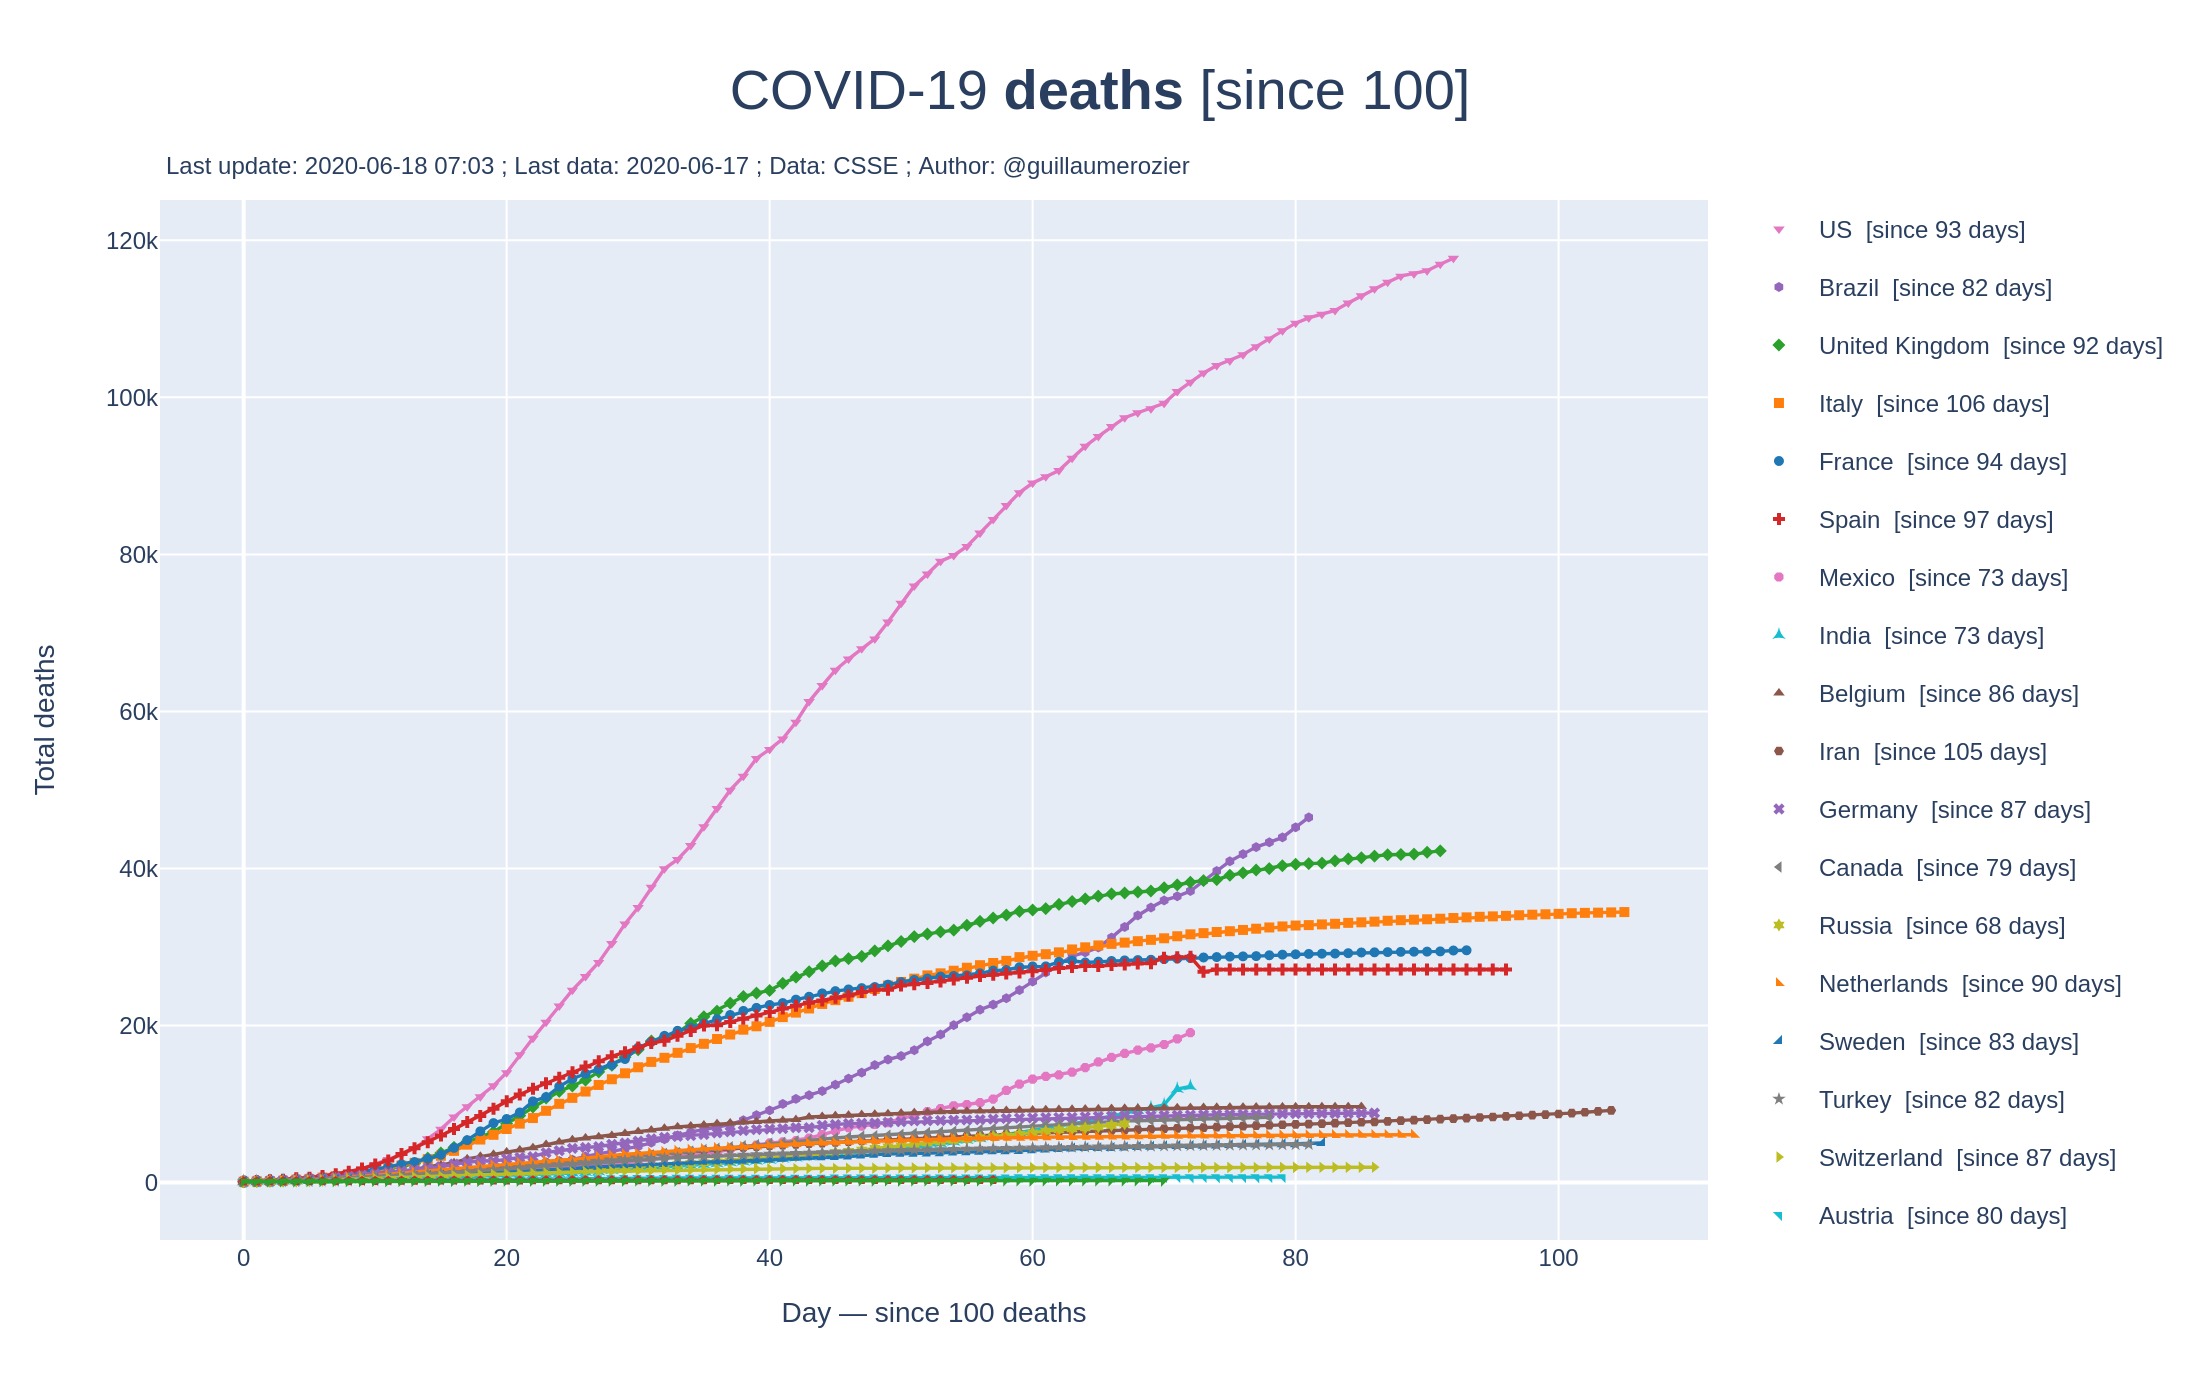 COVID-19 deaths [since 100]
Last update: 2020-06-18 07:03 ; Last data: 2020-06-17 ; Data: CSSE ; Author: @guillaumerozier
120k
100k
80k
60k
40k
20k
0
Total deaths
0 20 40 60 80 100
Day — since 100 deaths
US [since 93 days]
Brazil [since 82 days]
United Kingdom [since 92 days]
Italy [since 106 days]
France [since 94 days]
Spain [since 97 days]
Mexico [since 73 days]
India [since 73 days]
Belgium [since 86 days]
Iran [since 105 days]
Germany [since 87 days]
Canada [since 79 days]
Russia [since 68 days]
Netherlands [since 90 days]
Sweden [since 83 days]
Turkey [since 82 days]
Switzerland [since 87 days]
Austria [since 80 days]